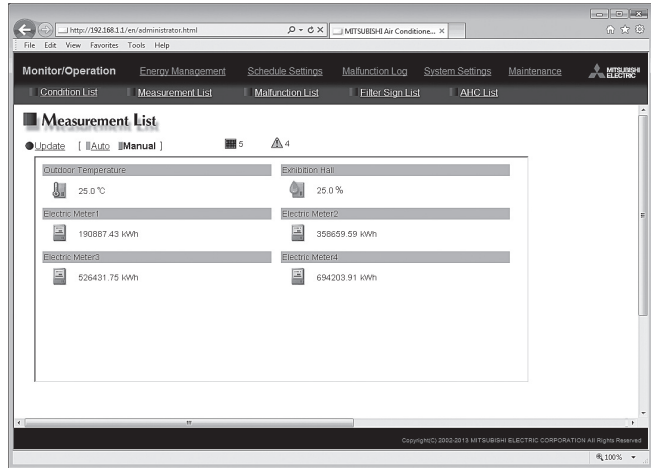 http://192.168.1.1/en/administrator.html
MITSUBISHI Air Conditione...
File Edit View Favorites Tools Help
Monitor/Operation Energy Management Schedule Settings Malfunction Log System Settings Maintenance MITSUBISHI ELECTRIC
Condition List Measurement List Malfunction List Filter Sign List AHC List
Measurement List
Update [ Auto Manual ] 5 4
Outdoor Temperature Exhibition Hall
25.0 °C 25.0 %
Electric Meter1 Electric Meter2
190887.43 kWh 358659.59 kWh
Electric Meter3 Electric Meter4
526431.75 kWh 694203.91 kWh
Copyright(C) 2002-2013 MITSUBISHI ELECTRIC CORPORATION All Rights Reserved
100%